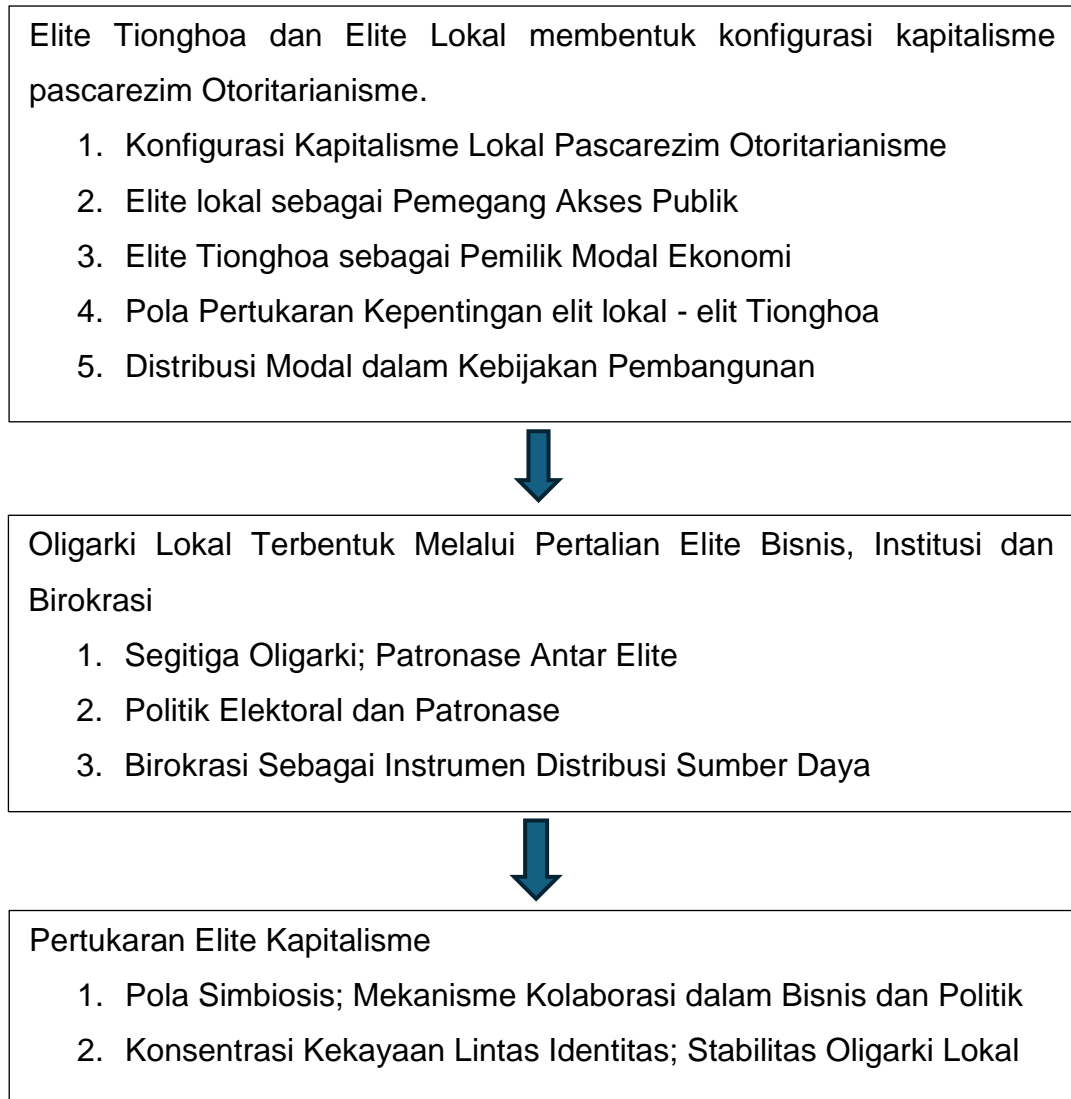 Elite Tionghoa dan Elite Lokal membentuk konfigurasi kapitalisme
pascarezim Otoritarianisme.
1. Konfigurasi Kapitalisme Lokal Pascarezim Otoritarianisme
2. Elite lokal sebagai Pemegang Akses Publik
3. Elite Tionghoa sebagai Pemilik Modal Ekonomi
4. Pola Pertukaran Kepentingan elit lokal - elit Tionghoa
5. Distribusi Modal dalam Kebijakan Pembangunan
Oligarki Lokal Terbentuk Melalui Pertalian Elite Bisnis, Institusi dan
Birokrasi
1. Segitiga Oligarki; Patronase Antar Elite
2. Politik Elektoral dan Patronase
3. Birokrasi Sebagai Instrumen Distribusi Sumber Daya
Pertukaran Elite Kapitalisme
1. Pola Simbiosis; Mekanisme Kolaborasi dalam Bisnis dan Politik
2. Konsentrasi Kekayaan Lintas Identitas; Stabilitas Oligarki Lokal